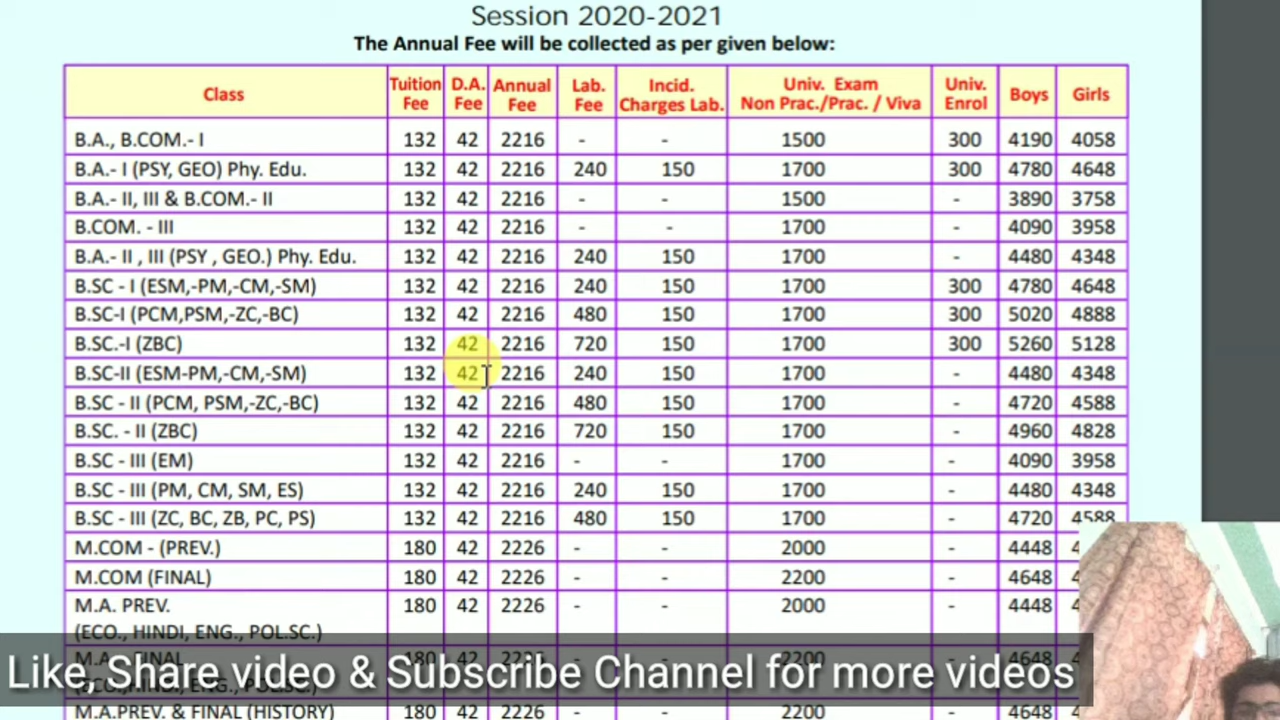 Session 2020-2021
The Annual Fee will be collected as per given below:
Class Tuition Fee D.A. Fee Annual Fee Lab. Fee Incid. Charges Lab. Univ. Exam Non Prac./Prac. / Viva Univ. Enrol Boys Girls
B.A., B.COM.- I 132 42 2216 - - 1500 300 4190 4058
B.A.- I (PSY, GEO) Phy. Edu. 132 42 2216 240 150 1700 300 4780 4648
B.A.- II, III & B.COM.- II 132 42 2216 - - 1500 - 3890 3758
B.COM. - III 132 42 2216 - - 1700 - 4090 3958
B.A.- II , III (PSY , GEO.) Phy. Edu. 132 42 2216 240 150 1700 - 4480 4348
B.SC - I (ESM,-PM,-CM,-SM) 132 42 2216 240 150 1700 300 4780 4648
B.SC-I (PCM,PSM,-ZC,-BC) 132 42 2216 480 150 1700 300 5020 4888
B.SC.-I (ZBC) 132 42 2216 720 150 1700 300 5260 5128
B.SC-II (ESM-PM,-CM,-SM) 132 42 2216 240 150 1700 - 4480 4348
B.SC - II (PCM, PSM,-ZC,-BC) 132 42 2216 480 150 1700 - 4720 4588
B.SC. - II (ZBC) 132 42 2216 720 150 1700 - 4960 4828
B.SC - III (EM) 132 42 2216 - - 1700 - 4090 3958
B.SC - III (PM, CM, SM, ES) 132 42 2216 240 150 1700 - 4480 4348
B.SC - III (ZC, BC, ZB, PC, PS) 132 42 2216 480 150 1700 - 4720 4588
M.COM - (PREV.) 180 42 2226 - - 2000 - 4448
M.COM (FINAL) 180 42 2226 - - 2200 - 4648
M.A. PREV. 180 42 2226 - - 2000 - 4448
(ECO., HINDI, ENG., POL.SC.)
M.A. FINAL 180 42 2226 2200 4648
Like, Share video & Subscribe Channel for more videos
M.A.PREV. & FINAL (HISTORY) 180 42 2226 - - 2200 - 4648